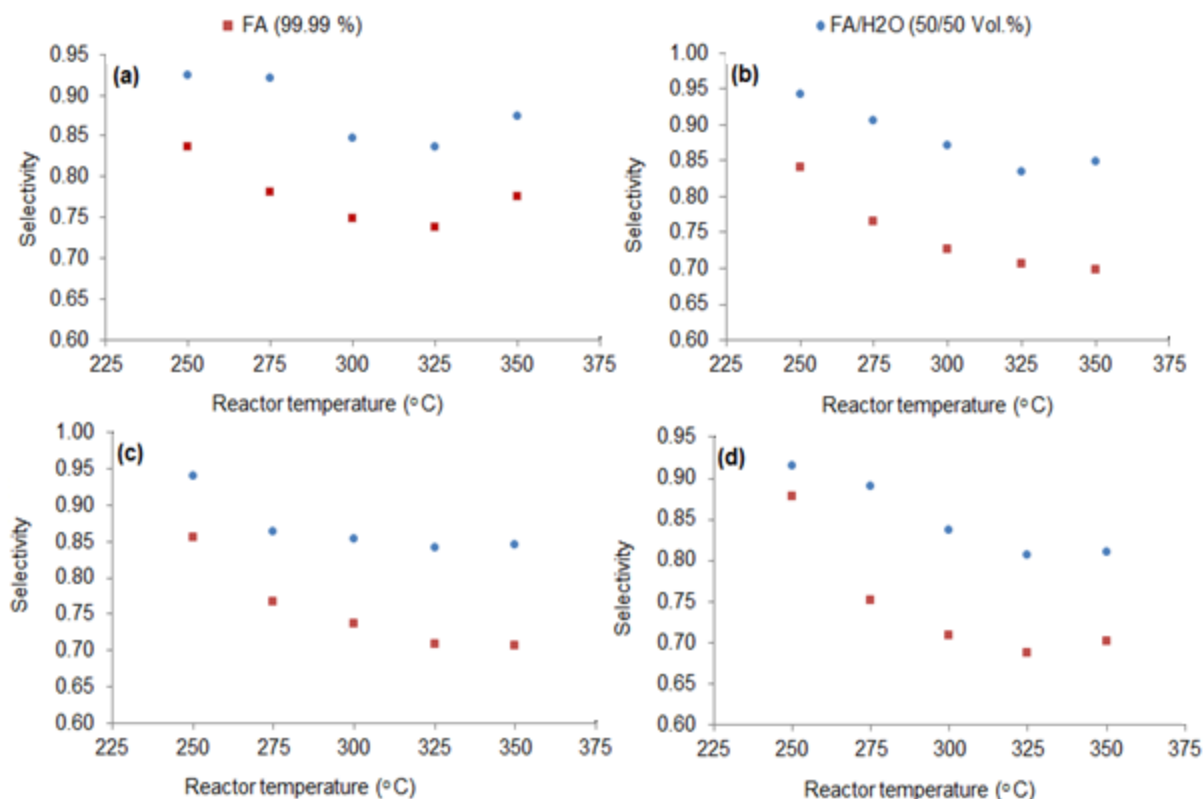 FA (99.99 %)
FA/H2O (50/50 Vol.%)
(a)
0.95
0.90
0.85
0.80
0.75
0.70
0.65
0.60
Selectivity
225 250 275 300 325 350 375
Reactor temperature (°C)
(b)
1.00
0.95
0.90
0.85
0.80
0.75
0.70
0.65
0.60
Selectivity
225 250 275 300 325 350 375
Reactor temperature (°C)
(c)
1.00
0.95
0.90
0.85
0.80
0.75
0.70
0.65
0.60
Selectivity
225 250 275 300 325 350 375
Reactor temperature (°C)
(d)
0.95
0.90
0.85
0.80
0.75
0.70
0.65
0.60
Selectivity
225 250 275 300 325 350 375
Reactor temperature (°C)